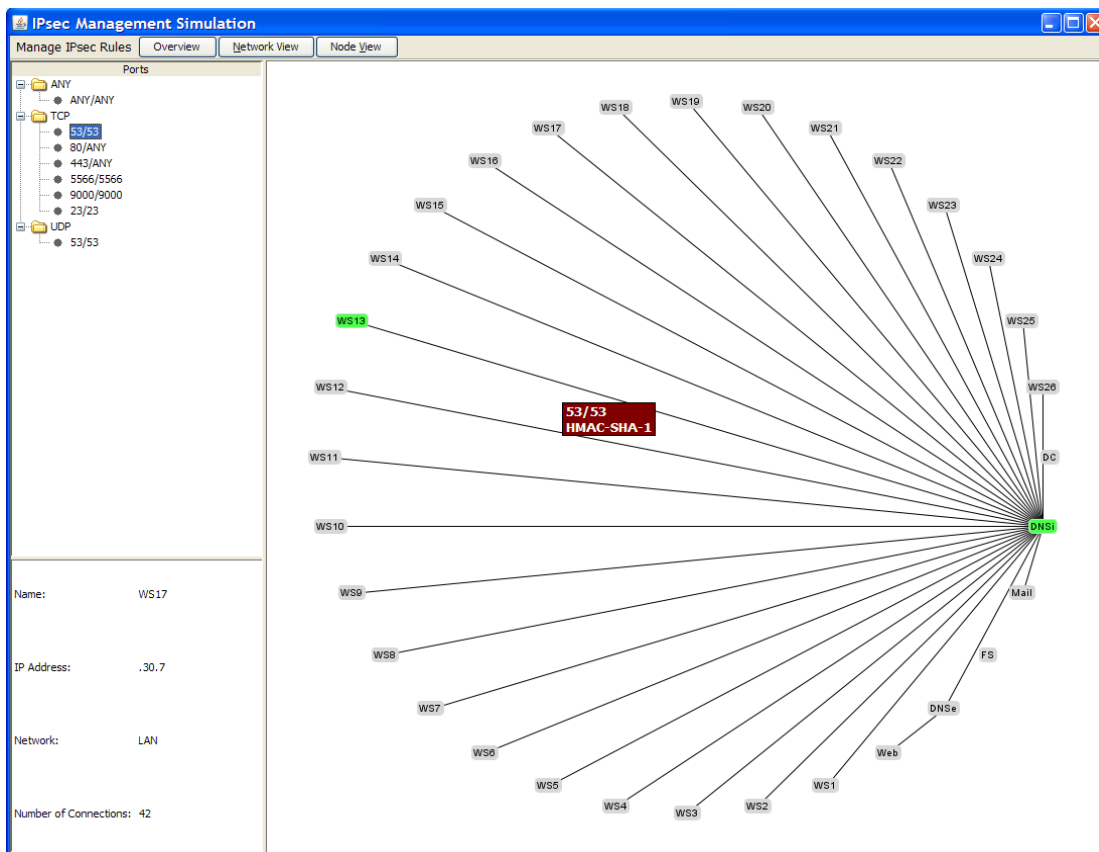 IPsec Management Simulation
Manage IPsec Rules Overview Network View Node View
Ports
ANY
ANY/ANY
TCP
53/53
80/ANY
443/ANY
5566/5566
9000/9000
23/23
UDP
53/53
Name: WS17
IP Address: .30.7
Network: LAN
Number of Connections: 42
WS19
WS18
WS20
WS17
WS21
WS16
WS22
WS15
WS23
WS14
WS24
WS13
WS25
WS12
WS26
53/53
HMAC-SHA-1
WS11
DC
WS10
DNSi
WS9
Mail
WS8
FS
WS7
DNSe
WS6
Web
WS5
WS1
WS4
WS2
WS3